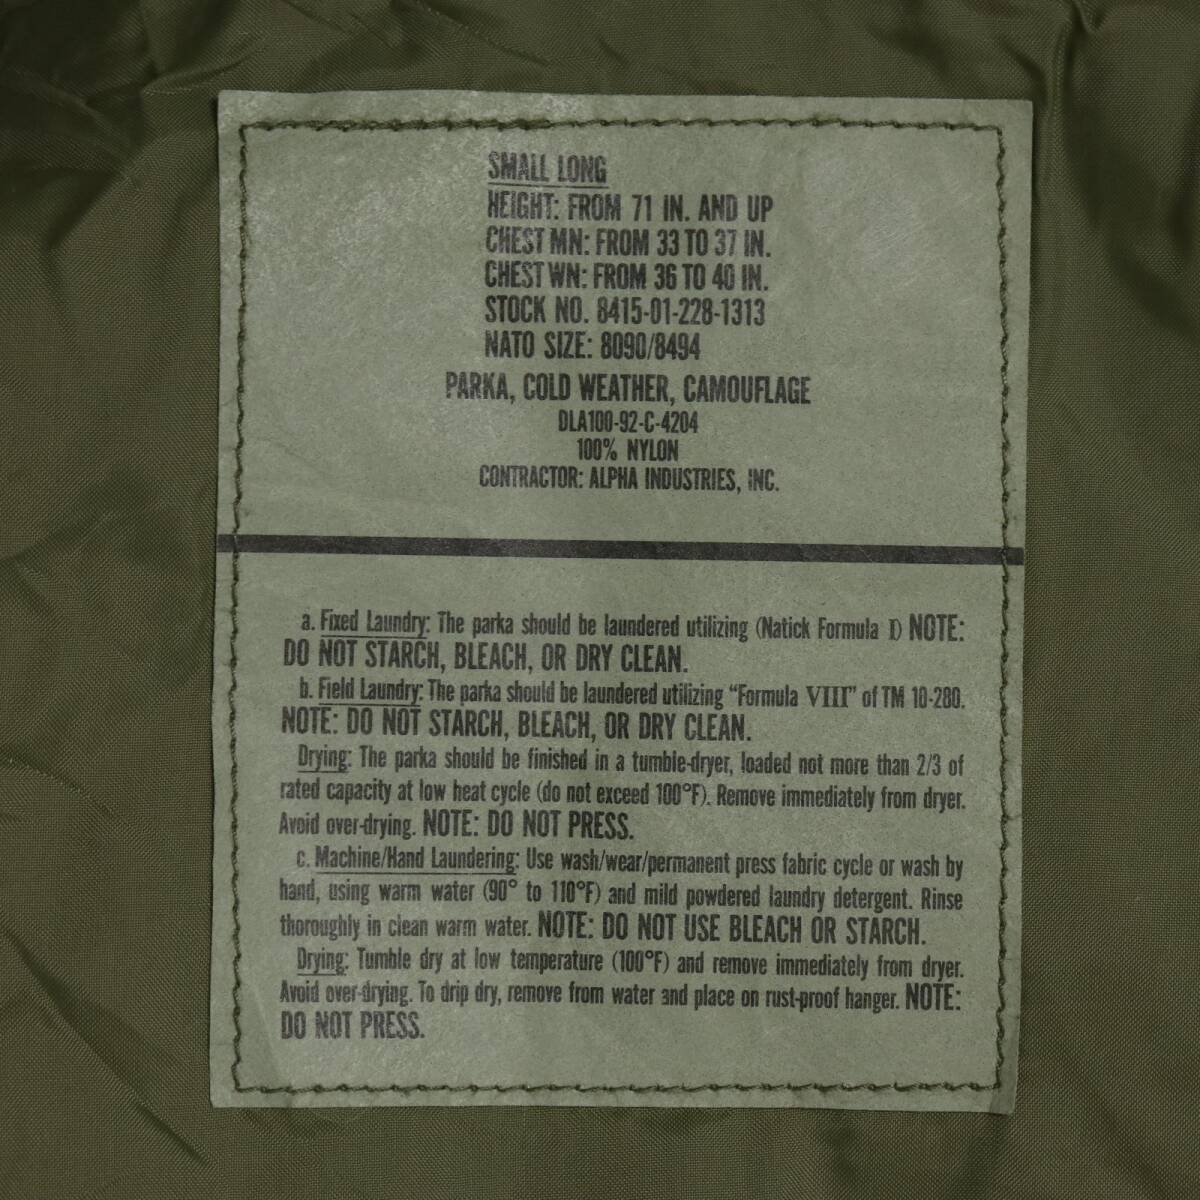 SMALL LONG
HEIGHT: FROM 71 IN. AND UP
CHEST MN: FROM 33 TO 37 IN.
CHEST WN: FROM 36 TO 40 IN.
STOCK NO. 8415-01-228-1313
NATO SIZE: 8090/8494
PARKA, COLD WEATHER, CAMOUFLAGE
DLA100-92-C-4204
100% NYLON
CONTRACTOR: ALPHA INDUSTRIES, INC.
a. Fixed Laundry: The parka should be laundered utilizing (Natick Formula I) NOTE:
DO NOT STARCH, BLEACH, OR DRY CLEAN.
b. Field Laundry: The parka should be laundered utilizing “Formula VIII” of TM 10-280.
NOTE: DO NOT STARCH, BLEACH, OR DRY CLEAN.
Drying: The parka should be finished in a tumble-dryer, loaded not more than 2/3 of
rated capacity at low heat cycle (do not exceed 100°F). Remove immediately from dryer.
Avoid over-drying. NOTE: DO NOT PRESS.
c. Machine/Hand Laundering: Use wash/wear/permanent press fabric cycle or wash by
hand, using warm water (90° to 110°F) and mild powdered laundry detergent. Rinse
thoroughly in clean warm water. NOTE: DO NOT USE BLEACH OR STARCH.
Drying: Tumble dry at low temperature (100°F) and remove immediately from dryer.
Avoid over-drying. To drip dry, remove from water and place on rust-proof hanger. NOTE:
DO NOT PRESS.